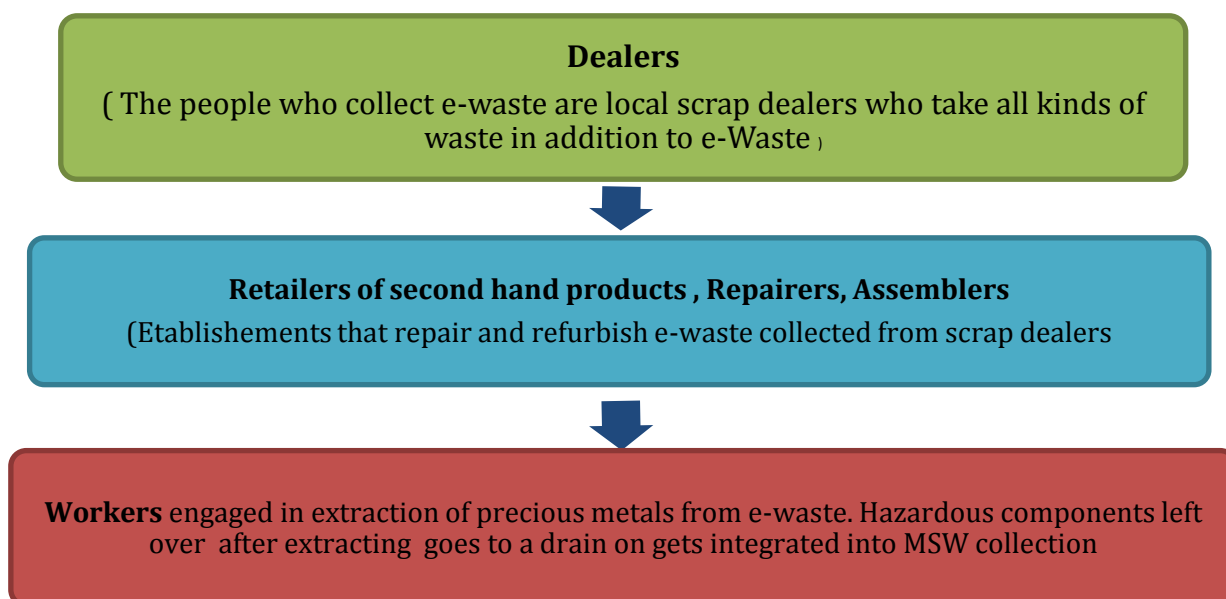 Dealers
( The people who collect e-waste are local scrap dealers who take all kinds of
waste in addition to e-Waste )
Retailers of second hand products , Repairers, Assemblers
(Etablishements that repair and refurbish e-waste collected from scrap dealers
Workers engaged in extraction of precious metals from e-waste. Hazardous components left
over after extracting goes to a drain on gets integrated into MSW collection